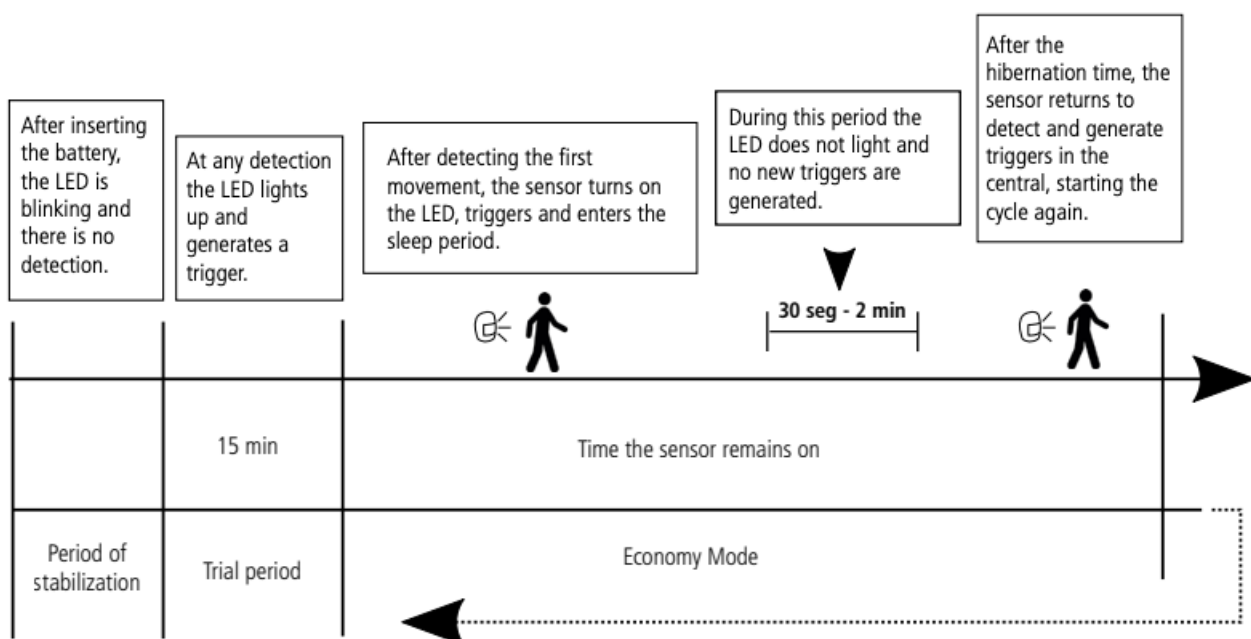 After inserting
the battery,
the LED is
blinking and
there is no
detection.
At any detection
the LED lights
up and
generates a
trigger.
After detecting the first
movement, the sensor turns on
the LED, triggers and enters the
sleep period.
During this period the
LED does not light and
no new triggers are
generated.
After the
hibernation time, the
sensor returns to
detect and generate
triggers in the
central, starting the
cycle again.
30 seg - 2 min
15 min
Time the sensor remains on
Period of
stabilization
Trial period
Economy Mode